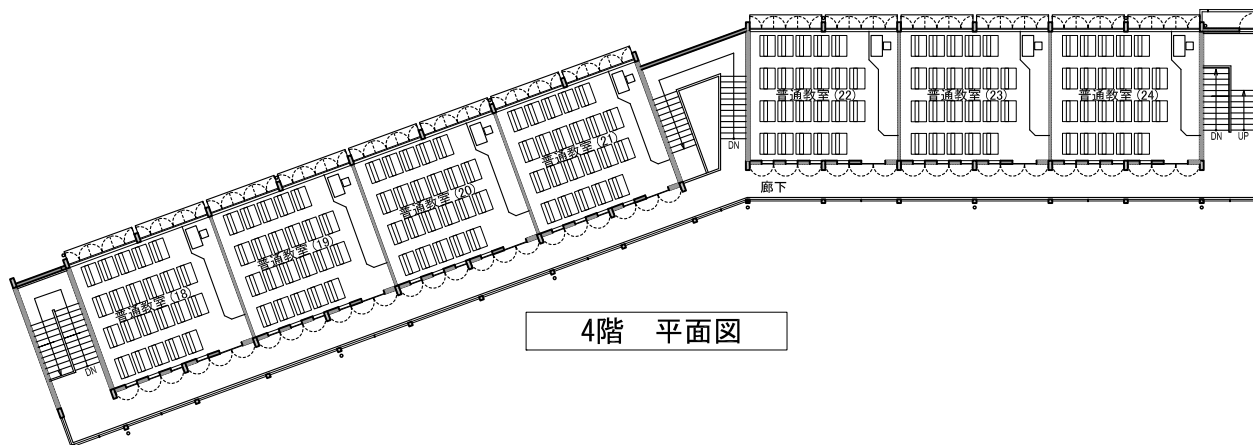 普通教室(22)
普通教室(23)
普通教室(24)
DN
DN
UP
普通教室(21)
普通教室(20)
普通教室(19)
普通教室(18)
DN
廊下
4階 平面図